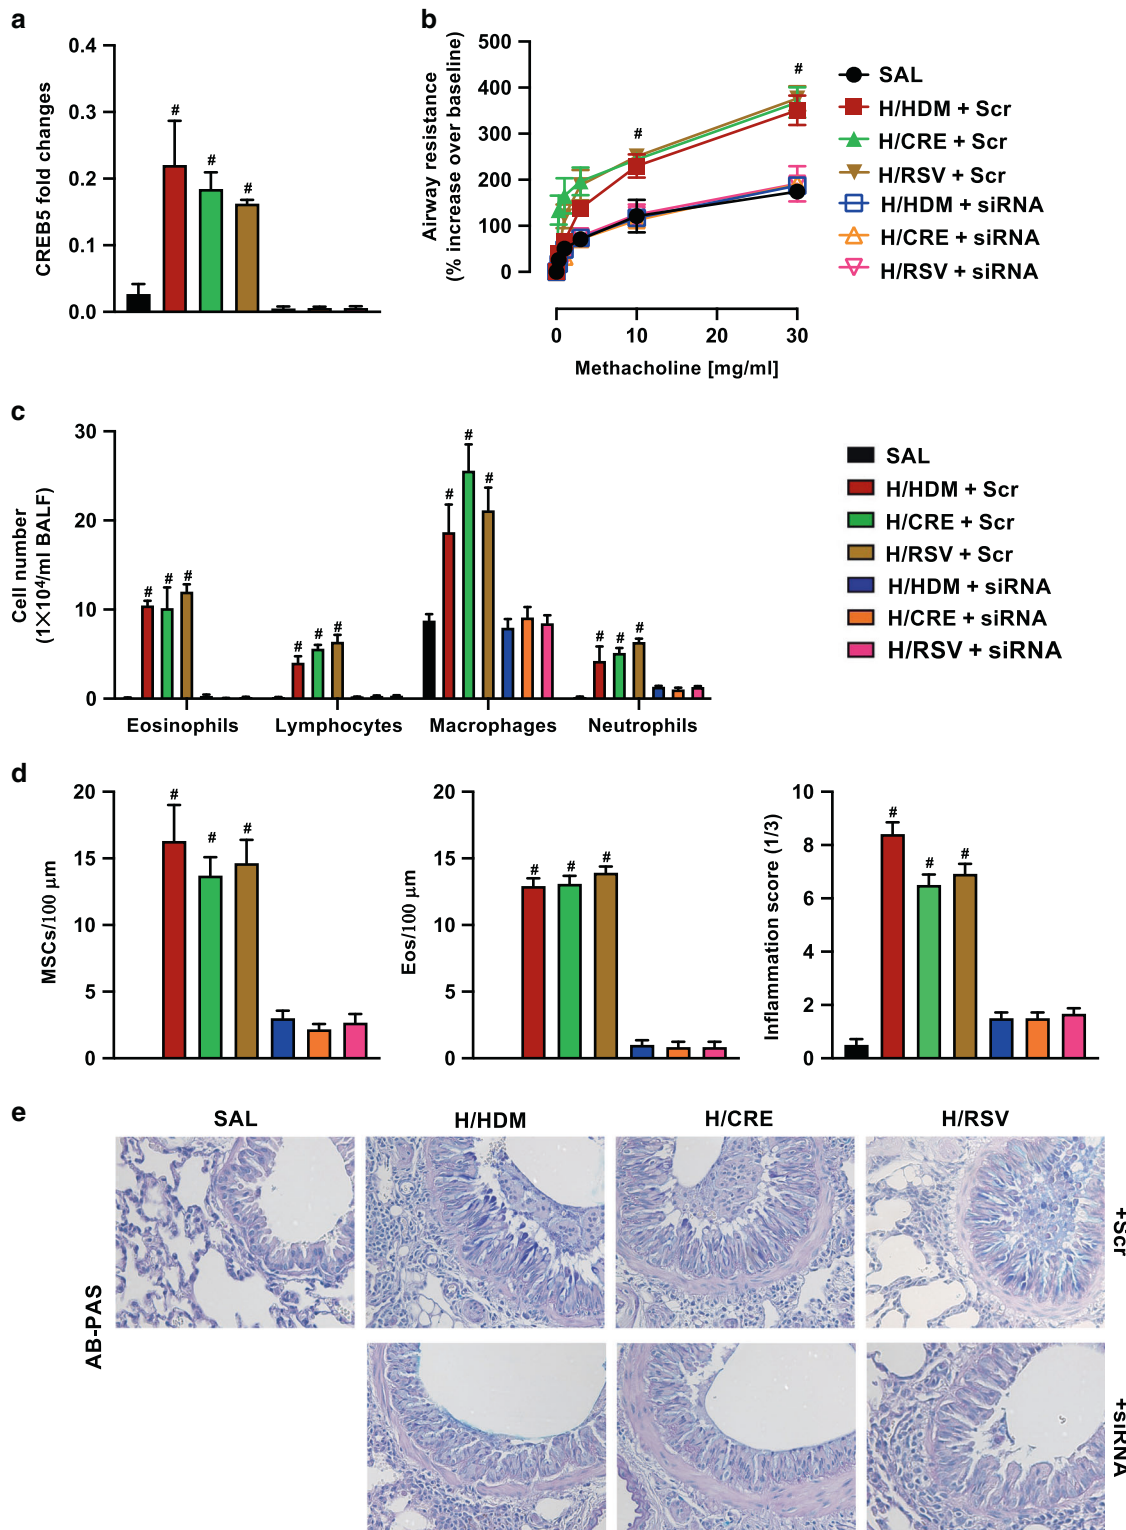 a
0.4
0.3
0.2
0.1
0.0
CREB5 fold changes
#
#
#
b
500
400
300
200
100
0
Airway resistance
(% increase over baseline)
#
#
0
10
20
30
Methacholine [mg/ml]
SAL
H/HDM + Scr
H/CRE + Scr
H/RSV + Scr
H/HDM + siRNA
H/CRE + siRNA
H/RSV + siRNA
c
30
20
10
0
Cell number
(1×10⁴/ml BALF)
# # #
# # #
# # #
# # #
Eosinophils
Lymphocytes
Macrophages
Neutrophils
SAL
H/HDM + Scr
H/CRE + Scr
H/RSV + Scr
H/HDM + siRNA
H/CRE + siRNA
H/RSV + siRNA
d
20
15
10
5
0
MSCs/100 μm
# # #
20
15
10
5
0
Eos/100 μm
# # #
10
8
6
4
2
0
Inflammation score (1/3)
# # #
e
SAL
H/HDM
H/CRE
H/RSV
AB-PAS
+Scr
+siRNA